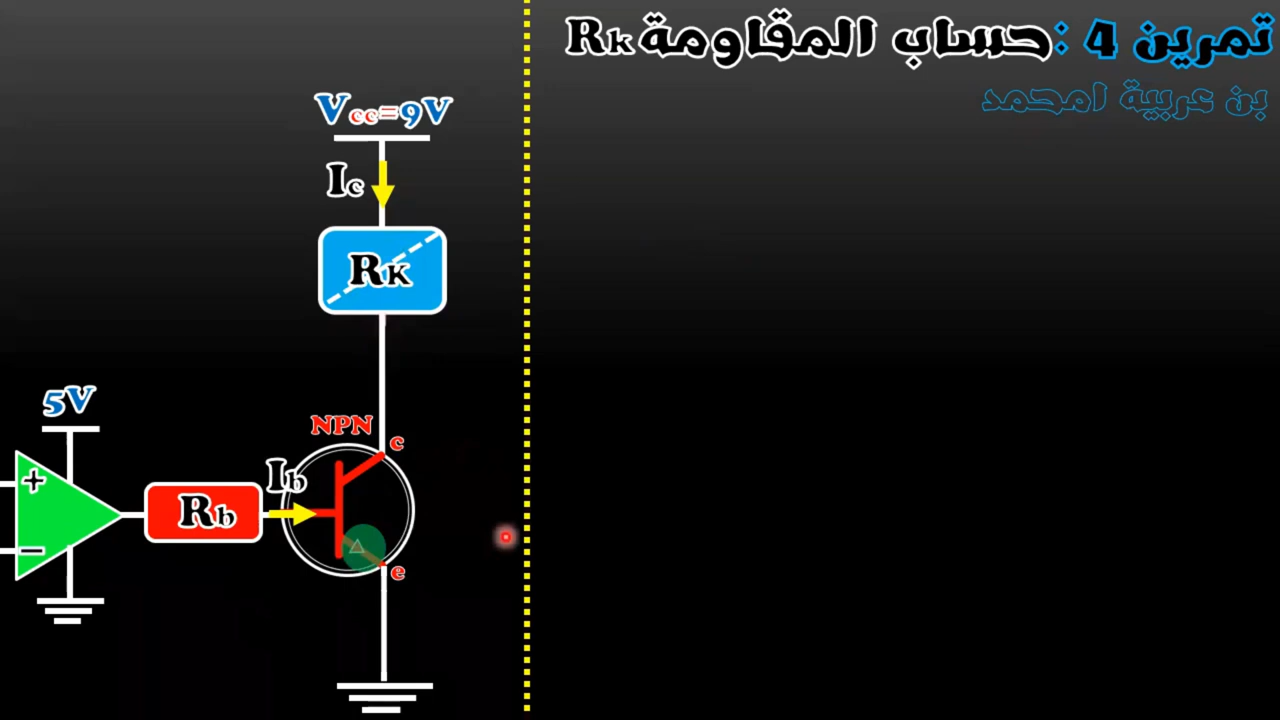 تمرين 4 :حساب المقاومة Rk
بن عربية امحمد
Vcc=9V
Ic
RK
5V
NPN
c
Ib
+
Rb
−
e